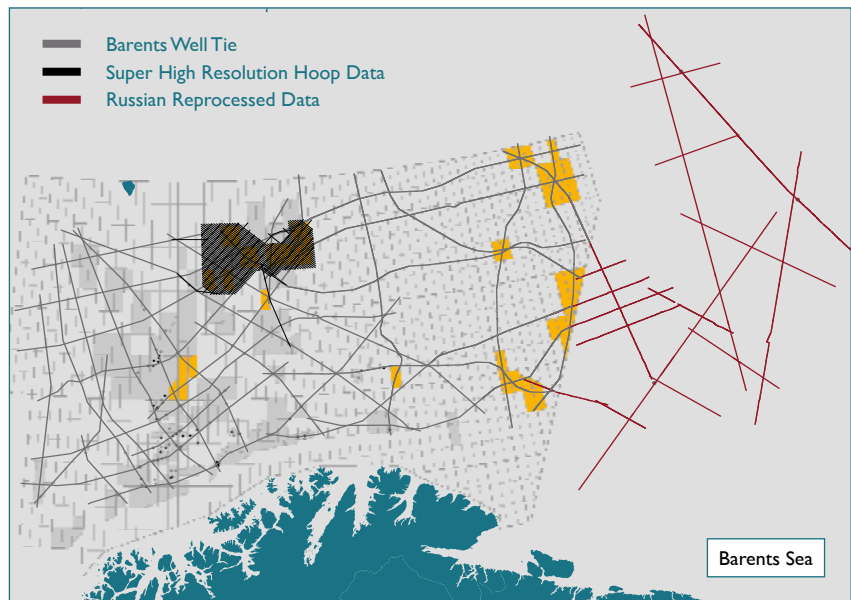 Barents Well Tie
Super High Resolution Hoop Data
Russian Reprocessed Data
Barents Sea